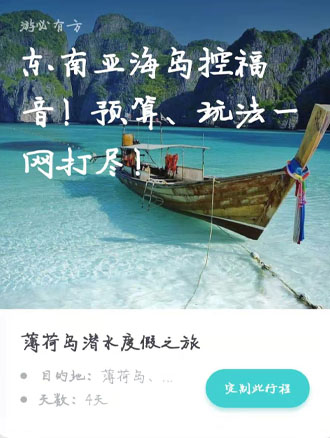 游必有方
东南亚海岛控福
音！预算、玩法一
网打尽！
薄荷岛潜水度假之旅
目的地：薄荷岛、...
天数：4天
定制此行程